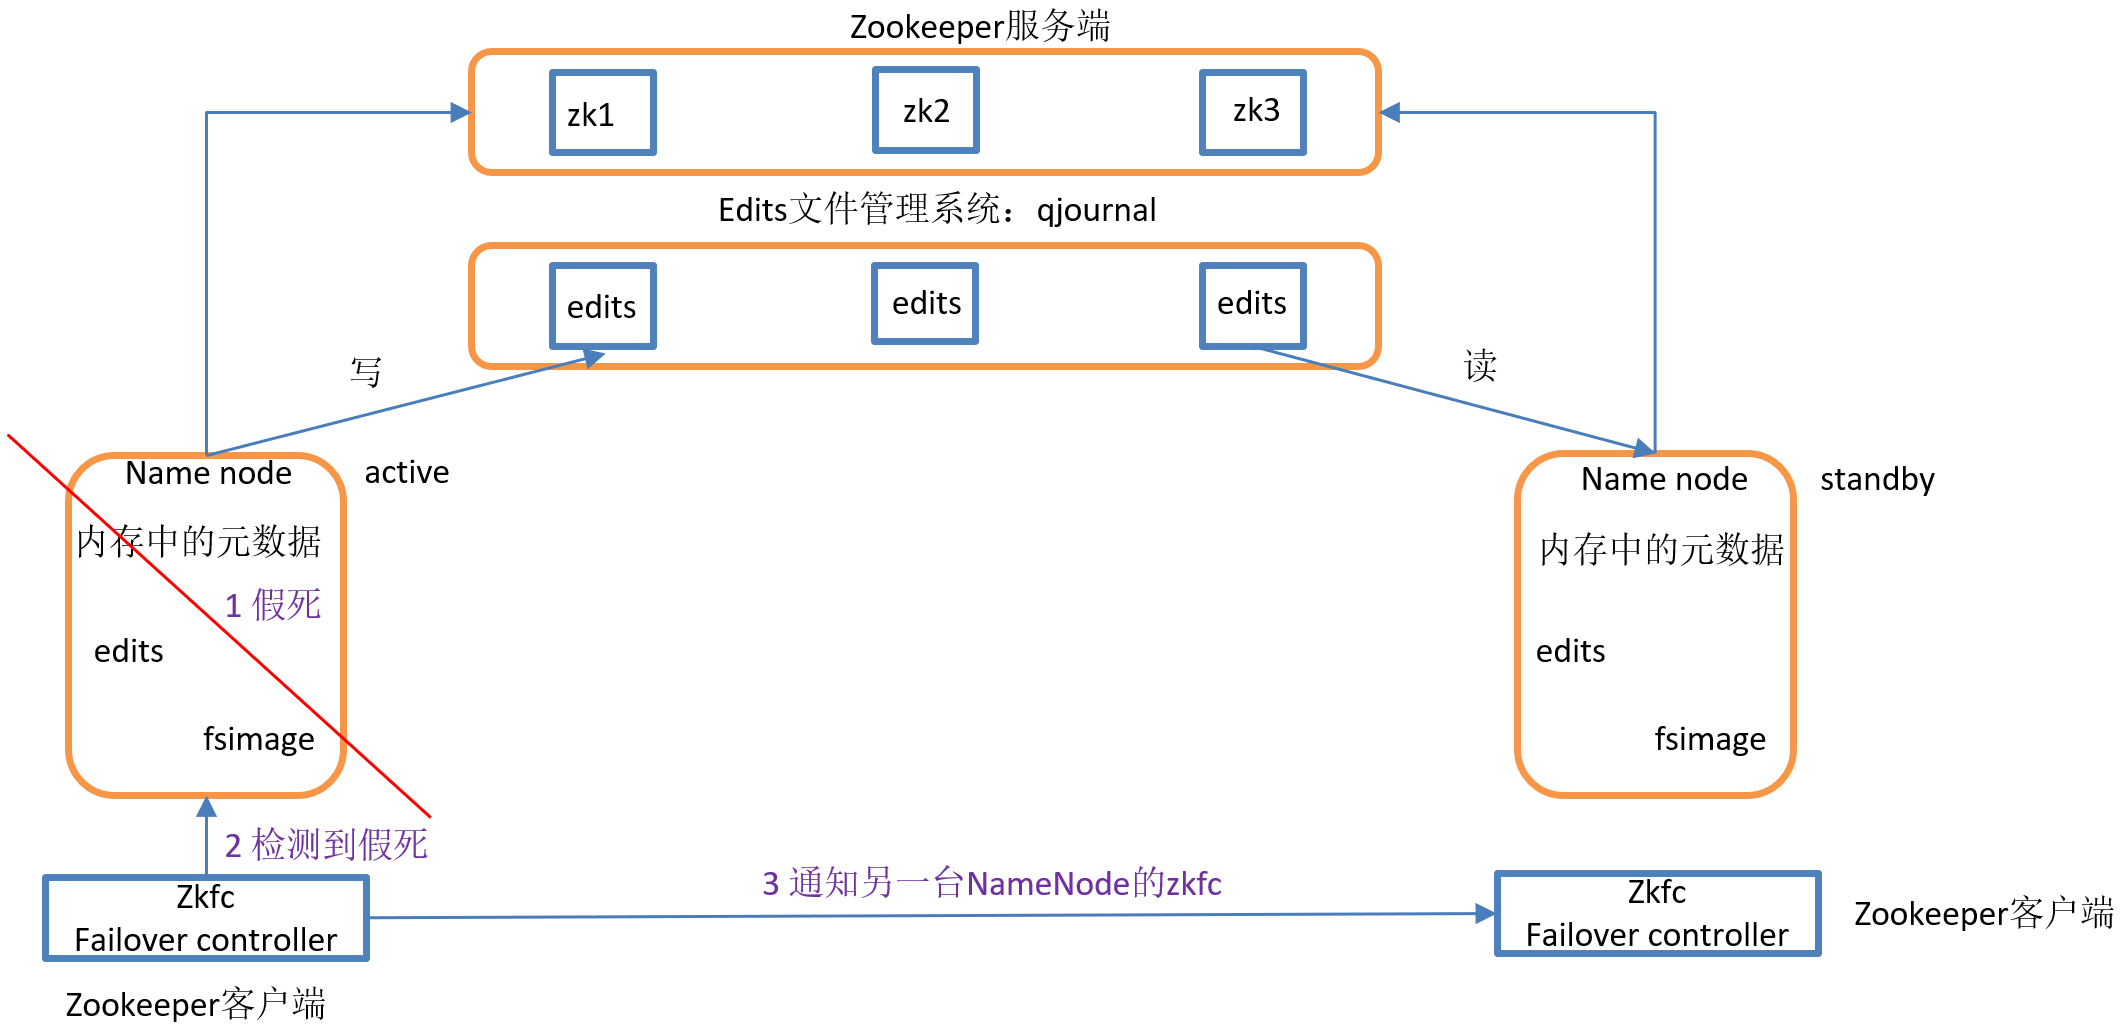 Zookeeper服务端
zk1
zk2
zk3
Edits文件管理系统：qjournal
edits
edits
edits
写
读
Name node
active
内存中的元数据
1 假死
edits
fsimage
Name node
standby
内存中的元数据
edits
fsimage
2 检测到假死
3 通知另一台NameNode的zkfc
Zkfc
Failover controller
Zookeeper客户端
Zkfc
Failover controller
Zookeeper客户端